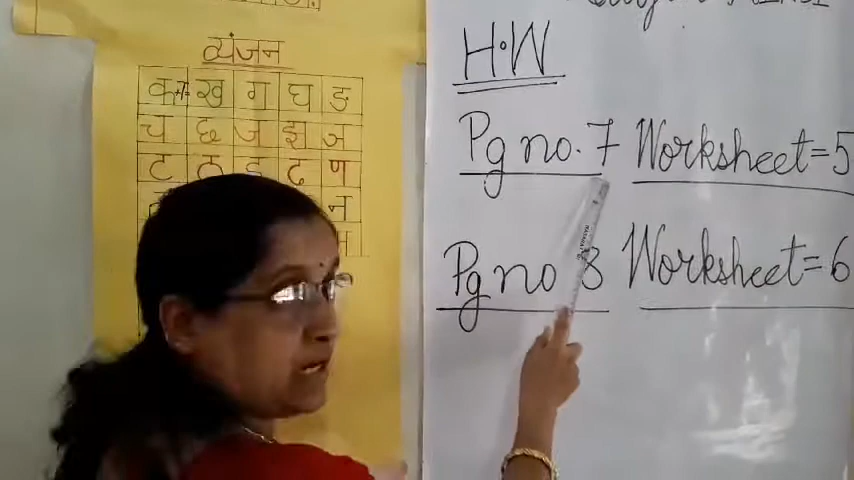 व्यंजन
क ख ग घ ङ
च छ ज झ ञ
ट ठ ड ढ ण
न
H.W
Pg no. 7 Worksheet=5
Pg no 8 Worksheet=6